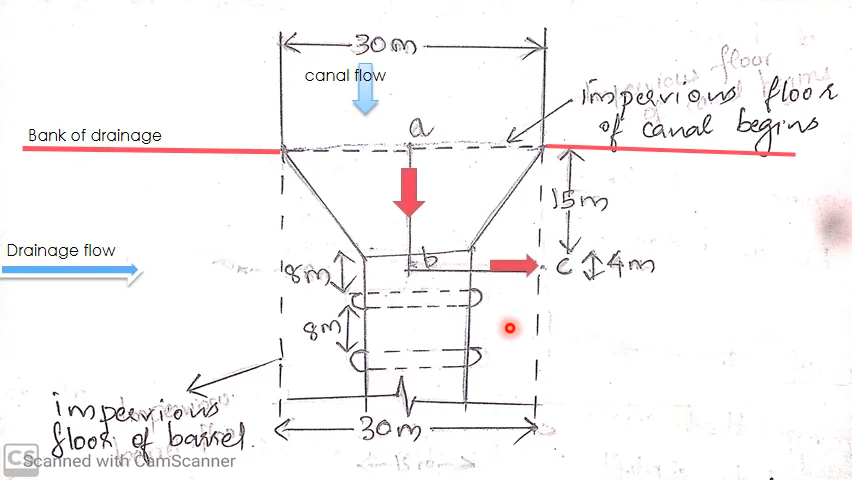 30m
canal flow
impervious floor
of canal begins
a
Bank of drainage
15m
Drainage flow
b
c
4m
8m
8m
impervious
floor of barrel.
30m
CS
Scanned with CamScanner